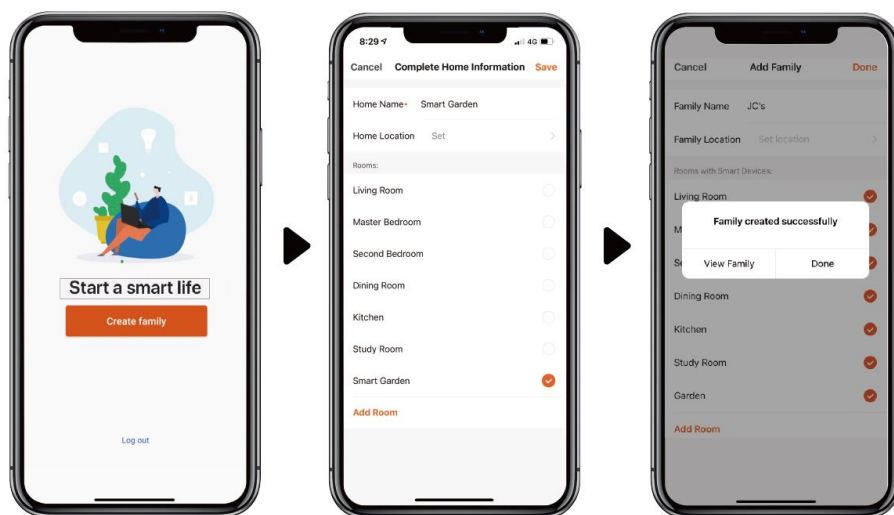 Start a smart life
Create family
Log out
8:29
4G
Cancel Complete Home Information Save
Home Name• Smart Garden
Home Location Set
Rooms:
Living Room
Master Bedroom
Second Bedroom
Dining Room
Kitchen
Study Room
Smart Garden
Add Room
Cancel Add Family Done
Family Name JC's
Family Location Set location
Rooms with Smart Devices:
Living Room
M
Family created successfully
Se
View Family Done
Dining Room
Kitchen
Study Room
Garden
Add Room